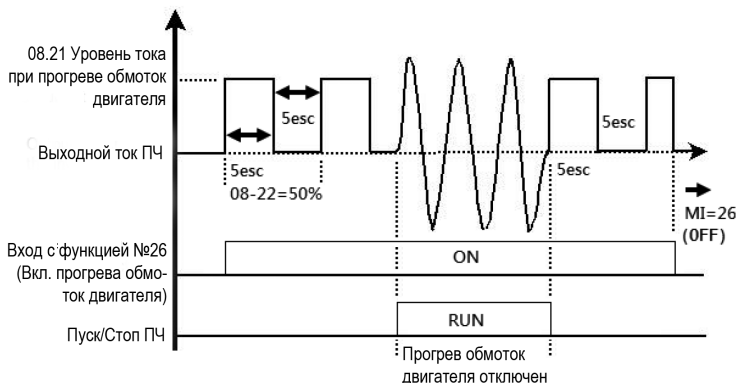 08.21 Уровень тока
при прогреве обмоток
двигателя
5esc
5esc
Выходной ток ПЧ
5esc
5esc
08-22=50%
MI=26
(0FF)
Вход с функцией №26
(Вкл. прогрева обмо-
ток двигателя)
ON
Пуск/Стоп ПЧ
RUN
Прогрев обмоток
двигателя отключен